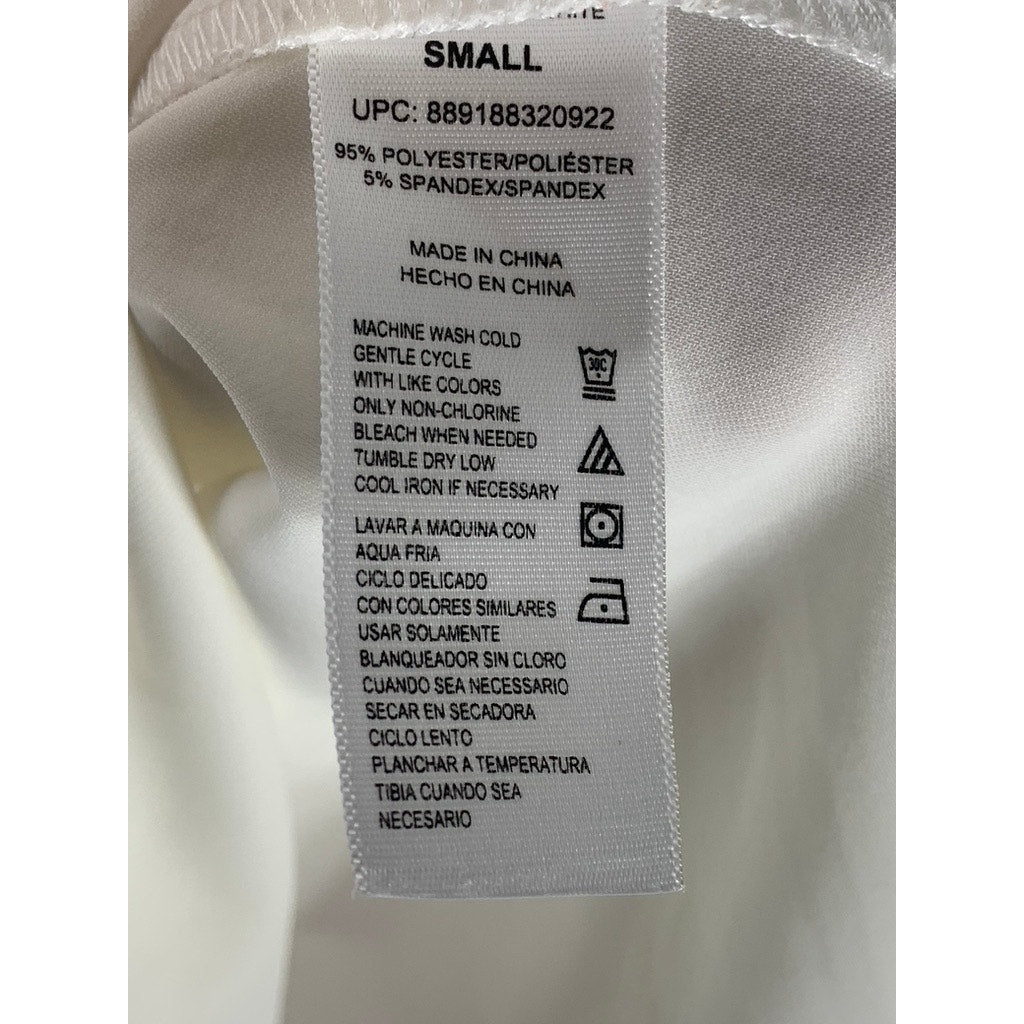 SMALL
UPC: 889188320922
95% POLYESTER/POLIÉSTER
5% SPANDEX/SPANDEX
MADE IN CHINA
HECHO EN CHINA
MACHINE WASH COLD
GENTLE CYCLE
WITH LIKE COLORS
ONLY NON-CHLORINE
BLEACH WHEN NEEDED
TUMBLE DRY LOW
COOL IRON IF NECESSARY
30C
LAVAR A MAQUINA CON
AQUA FRIA
CICLO DELICADO
CON COLORES SIMILARES
USAR SOLAMENTE
BLANQUEADOR SIN CLORO
CUANDO SEA NECESSARIO
SECAR EN SECADORA
CICLO LENTO
PLANCHAR A TEMPERATURA
TIBIA CUANDO SEA
NECESARIO